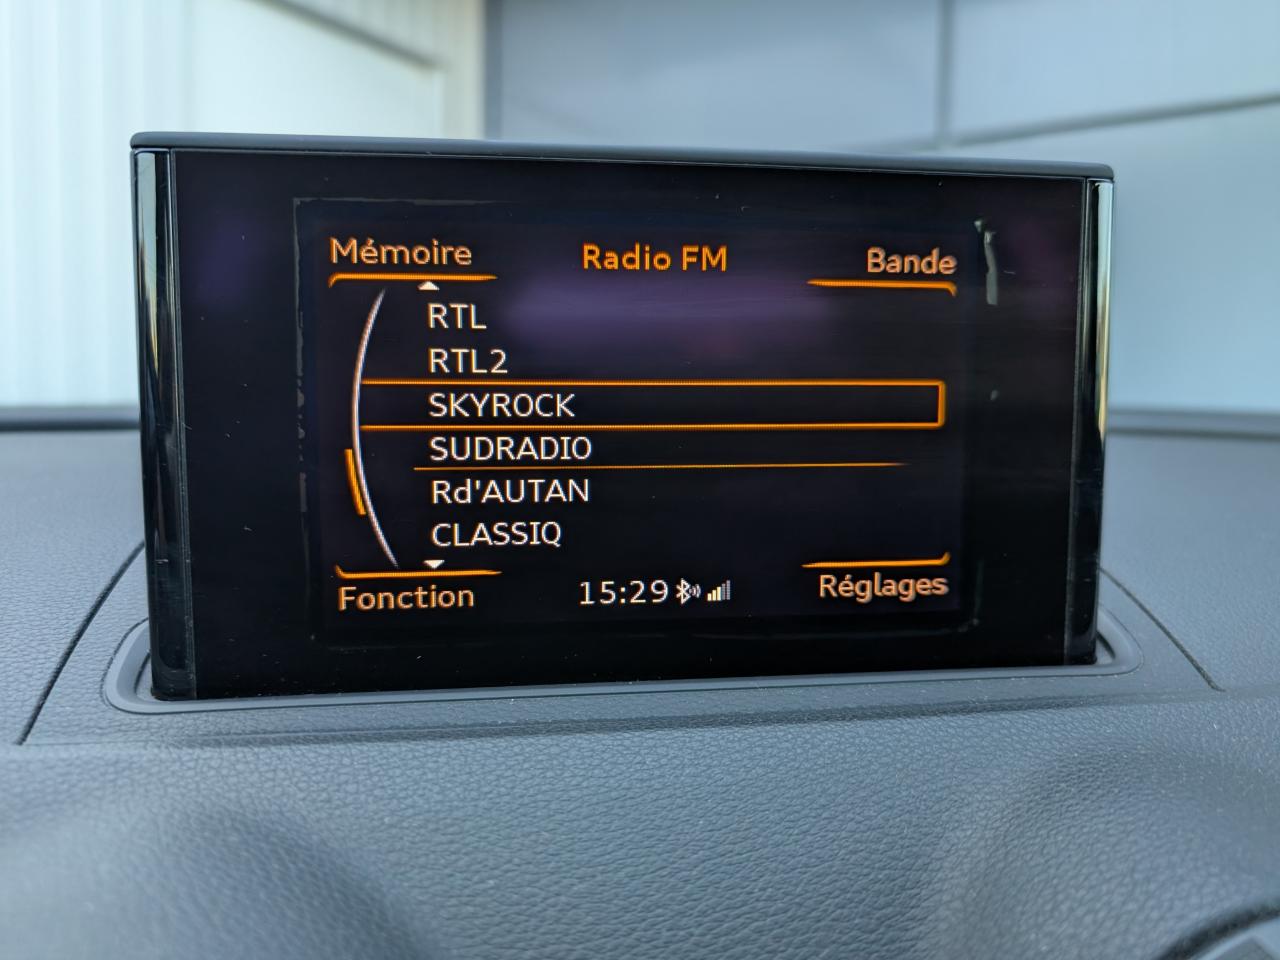 Mémoire Radio FM Bande
RTL
RTL2
SKYROCK
SUDRADIO
Rd'AUTAN
CLASSIQ
Fonction 15:29 Réglages